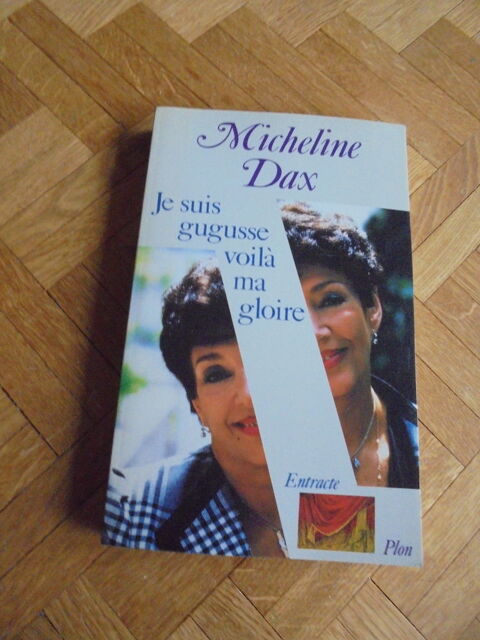 Micheline
Dax
Je suis
gugusse
voilà
ma
gloire
Entracte
Plon